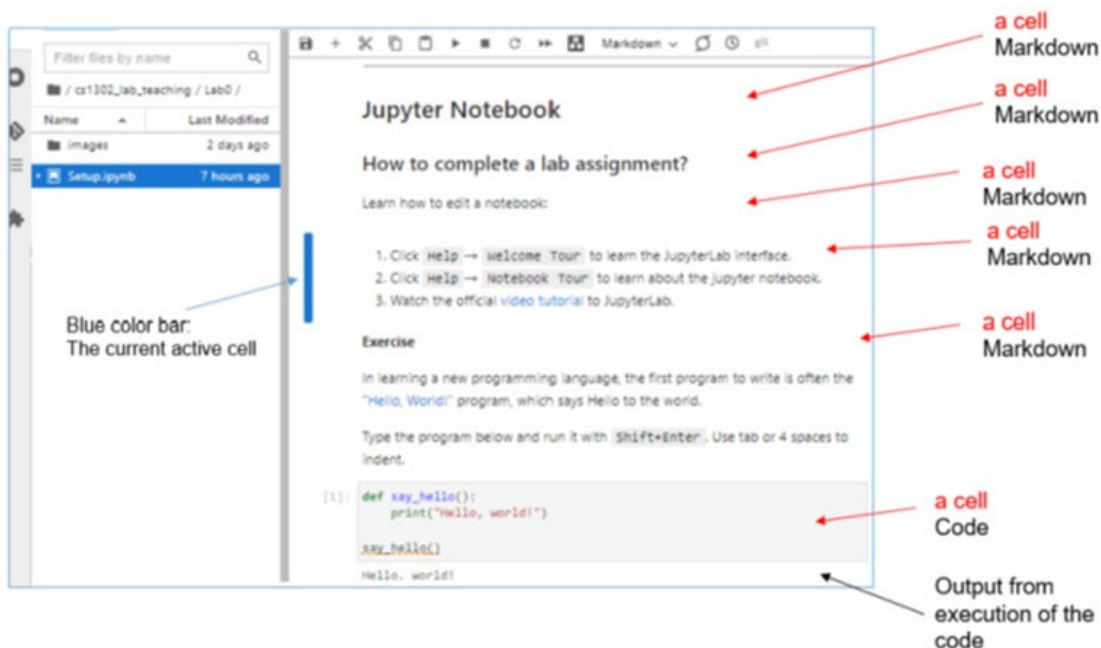 Filter files by name
/ cs1302_lab_teaching / Lab0 /
Name
Last Modified
images
2 days ago
Setup.ipynb
7 hours ago
Blue color bar:
The current active cell
Markdown
Jupyter Notebook
How to complete a lab assignment?
Learn how to edit a notebook:
1. Click Help → Welcome Tour to learn the JupyterLab interface.
2. Click Help → Notebook Tour to learn about the Jupyter notebook.
3. Watch the official video tutorial to JupyterLab.
Exercise
In learning a new programming language, the first program to write is often the
"Hello, World!" program, which says Hello to the world.
Type the program below and run it with Shift+Enter. Use tab or 4 spaces to
indent.
[1]: def say_hello():
    print("Hello, world!")
say_hello()
Hello, world!
a cell
Markdown
a cell
Markdown
a cell
Markdown
a cell
Markdown
a cell
Markdown
a cell
Code
Output from
execution of the
code